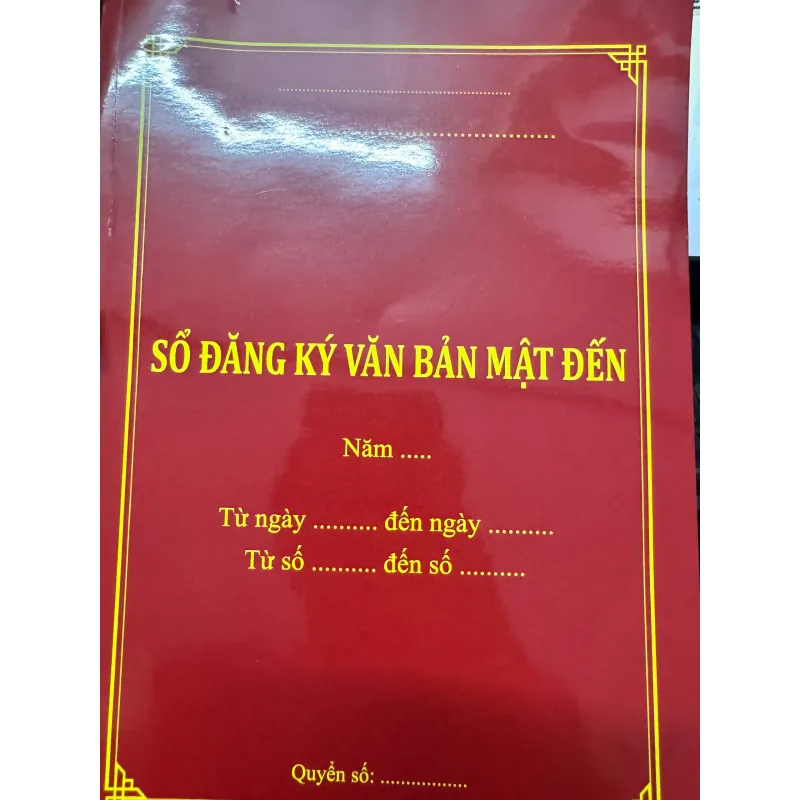 ........................................................
........................................
SỔ ĐĂNG KÝ VĂN BẢN MẬT ĐẾN
Năm .....
Từ ngày .......... đến ngày ..........
Từ số .......... đến số ..........
Quyển số: .................